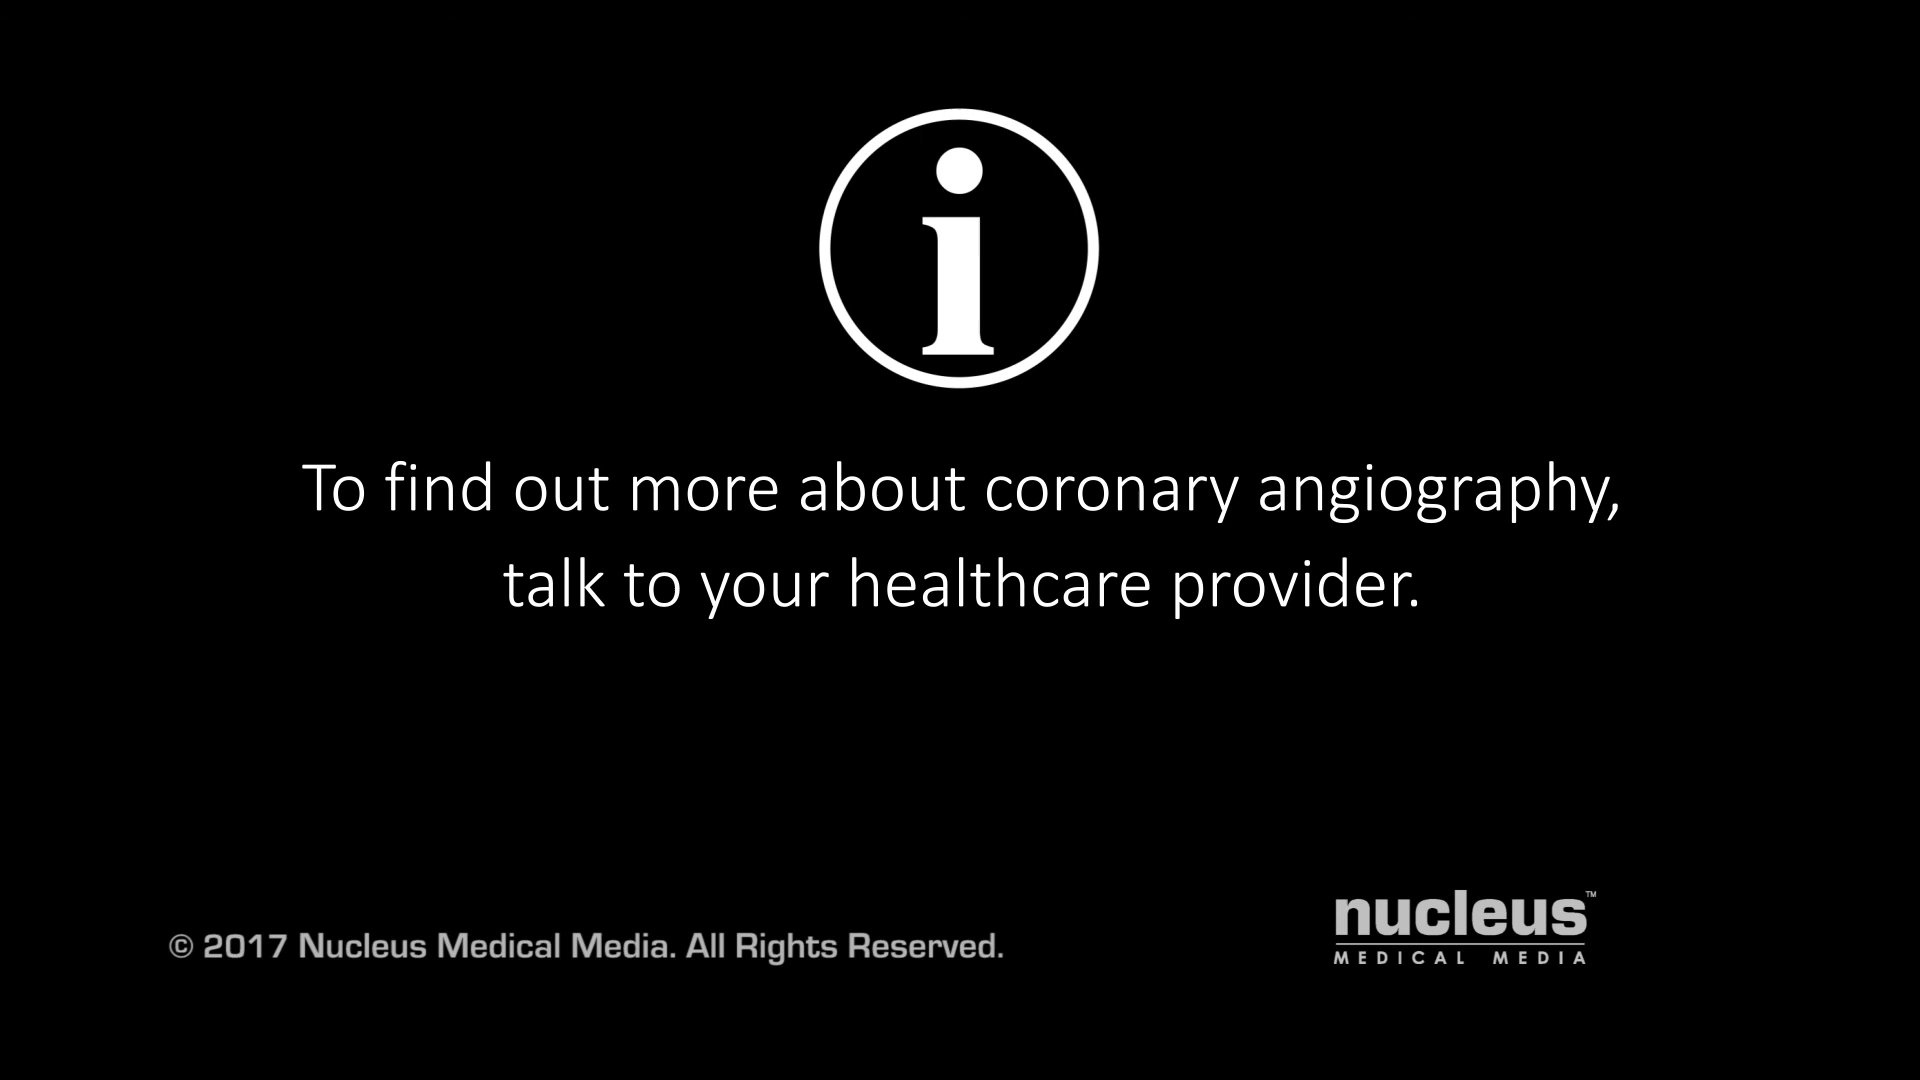 i
To find out more about coronary angiography,
talk to your healthcare provider.
© 2017 Nucleus Medical Media. All Rights Reserved.
nucleus™
MEDICAL MEDIA